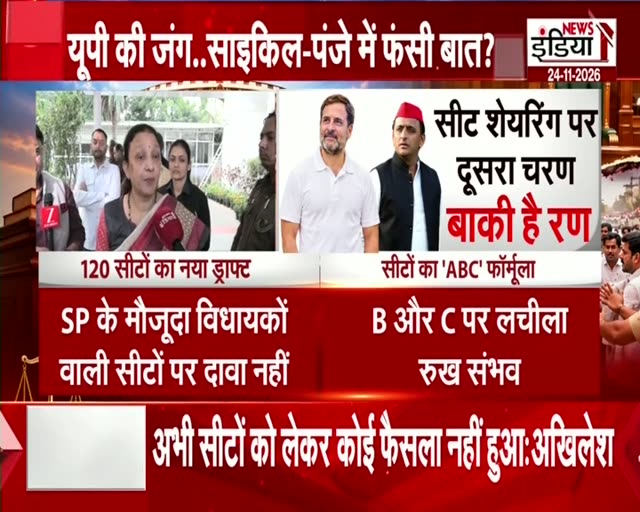 यूपी की जंग..साइकिल-पंजे में फंसी बात?
NEWS
इंडिया
24-11-2026
सीट शेयरिंग पर
दूसरा चरण
बाकी है रण
120 सीटों का नया ड्राफ्ट
SP के मौजूदा विधायकों
वाली सीटों पर दावा नहीं
सीटों का 'ABC' फॉर्मूला
B और C पर लचीला
रुख संभव
अभी सीटों को लेकर कोई फैसला नहीं हुआ:अखिलेश